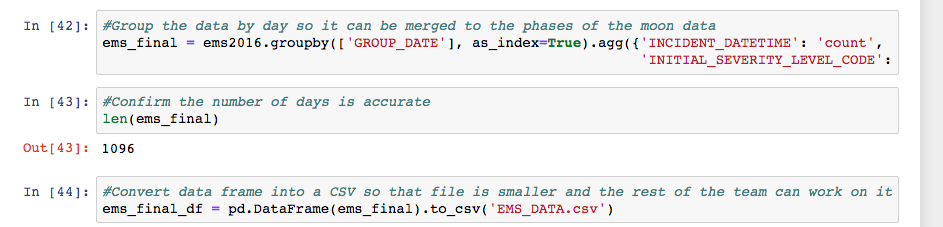 In [42]: #Group the data by day so it can be merged to the phases of the moon data
ems_final = ems2016.groupby(['GROUP_DATE'], as_index=True).agg({'INCIDENT_DATETIME': 'count',
'INITIAL_SEVERITY_LEVEL_CODE':
In [43]: #Confirm the number of days is accurate
len(ems_final)
Out[43]: 1096
In [44]: #Convert data frame into a CSV so that file is smaller and the rest of the team can work on it
ems_final_df = pd.DataFrame(ems_final).to_csv('EMS_DATA.csv')